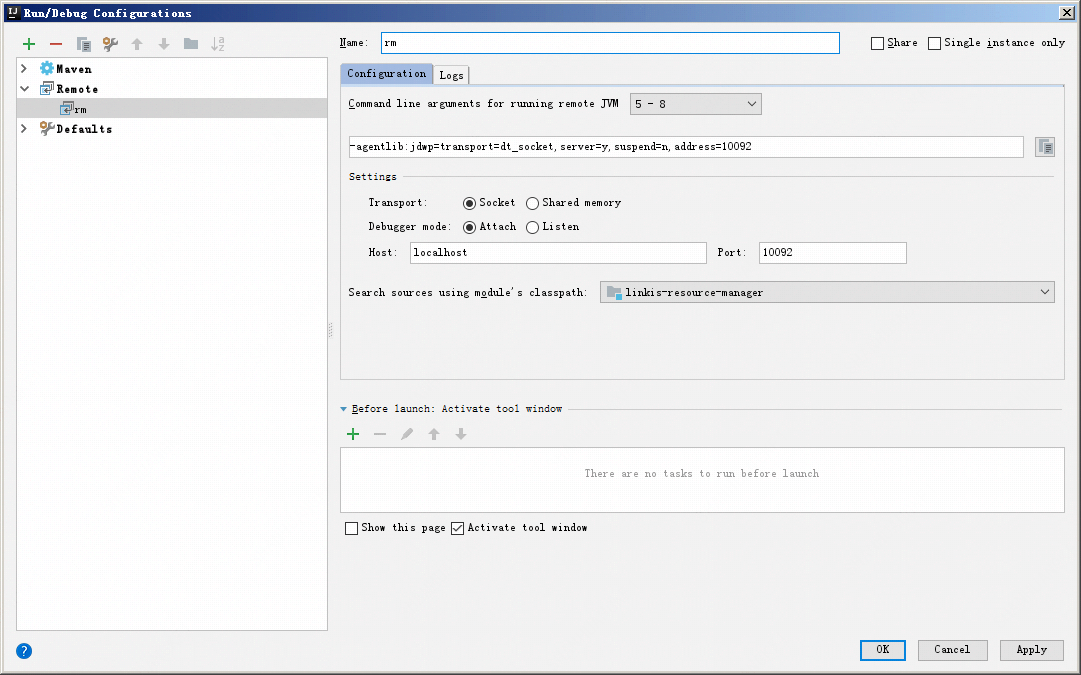 Run/Debug Configurations
Maven
Remote
rm
Defaults
Name: rm
Share
Single instance only
Configuration
Logs
Command line arguments for running remote JVM 5 - 8
-agentlib:jdwp=transport=dt_socket,server=y,suspend=n,address=10092
Settings
Transport: Socket Shared memory
Debugger mode: Attach Listen
Host: localhost Port: 10092
Search sources using module's classpath: linkis-resource-manager
Before launch: Activate tool window
There are no tasks to run before launch
Show this page Activate tool window
? OK Cancel Apply